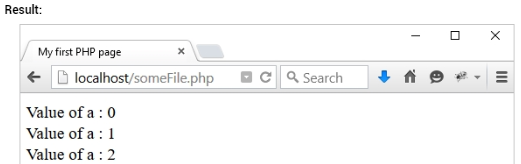 Result:
My first PHP page
localhost/someFile.php
Search
Value of a : 0
Value of a : 1
Value of a : 2